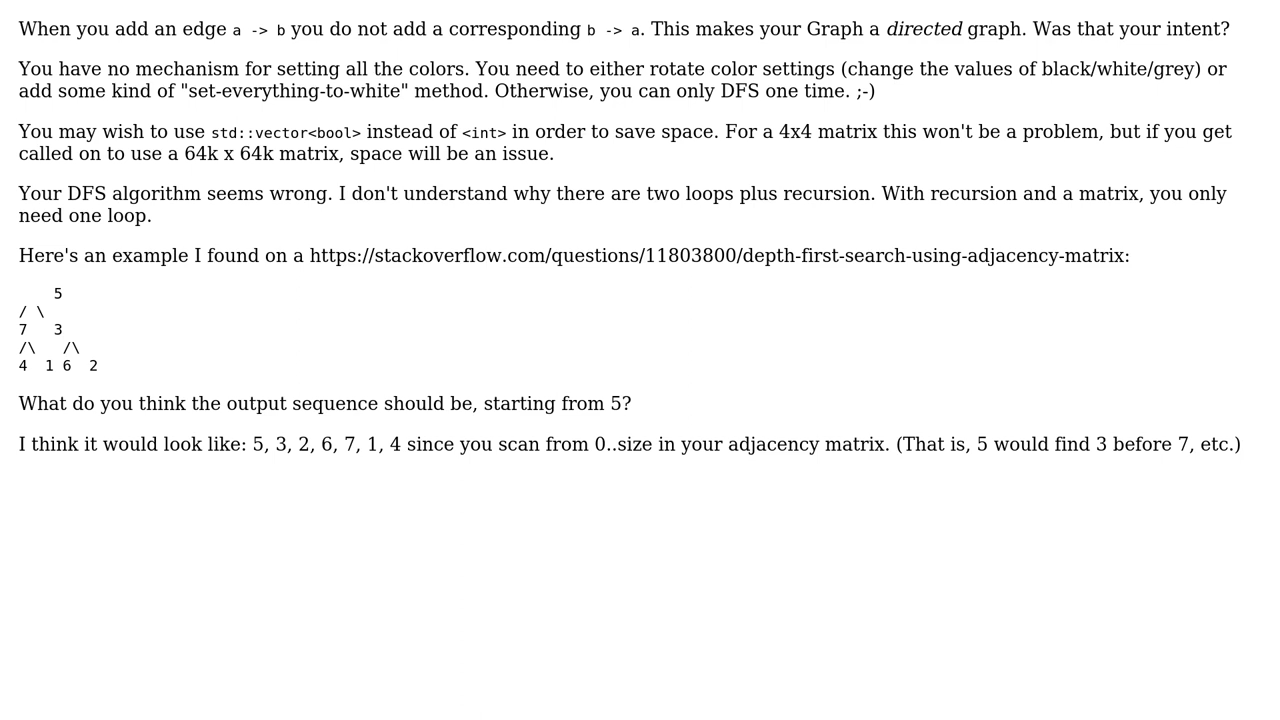 When you add an edge a -> b you do not add a corresponding b -> a. This makes your Graph a directed graph. Was that your intent?
You have no mechanism for setting all the colors. You need to either rotate color settings (change the values of black/white/grey) or
add some kind of "set-everything-to-white" method. Otherwise, you can only DFS one time. ;-)
You may wish to use std::vector<bool> instead of <int> in order to save space. For a 4x4 matrix this won't be a problem, but if you get
called on to use a 64k x 64k matrix, space will be an issue.
Your DFS algorithm seems wrong. I don't understand why there are two loops plus recursion. With recursion and a matrix, you only
need one loop.
Here's an example I found on a https://stackoverflow.com/questions/11803800/depth-first-search-using-adjacency-matrix:
    5
/ \
7   3
/\   /\
4  1 6  2
What do you think the output sequence should be, starting from 5?
I think it would look like: 5, 3, 2, 6, 7, 1, 4 since you scan from 0..size in your adjacency matrix. (That is, 5 would find 3 before 7, etc.)